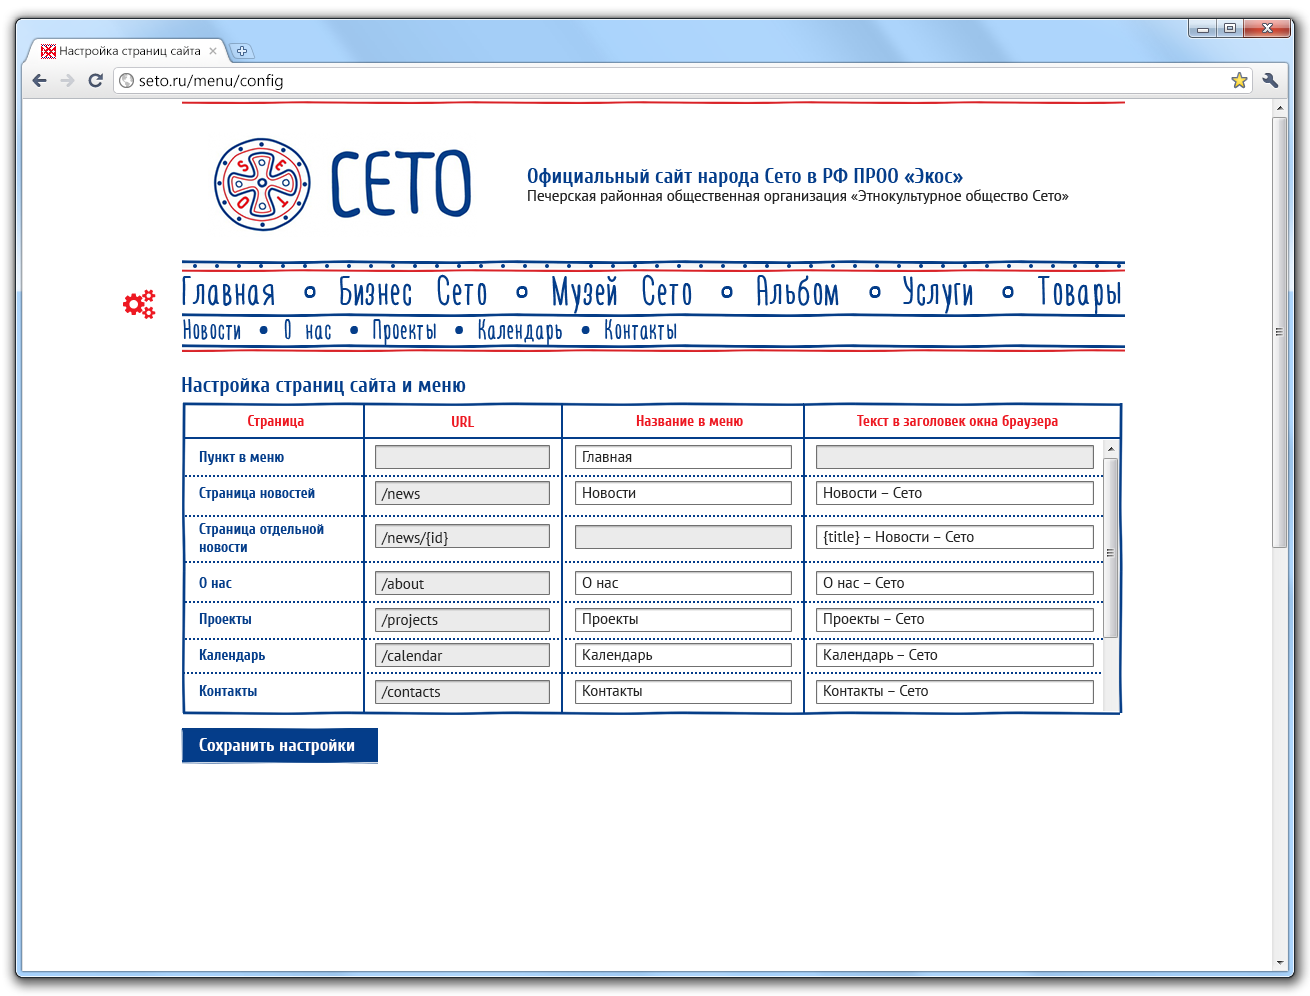 Настройка страниц сайта
seto.ru/menu/config
SETO
СЕТО
Официальный сайт народа Сето в РФ ПРОО «Экос»
Печерская районная общественная организация «Этнокультурное общество Сето»
Главная Бизнес Сето Музей Сето Альбом Услуги Товары
Новости • О нас • Проекты • Календарь • Контакты
Настройка страниц сайта и меню
Страница URL Название в меню Текст в заголовок окна браузера
Пункт в меню Главная
Страница новостей /news Новости Новости – Сето
Страница отдельной
новости /news/{id} {title} – Новости – Сето
О нас /about О нас О нас – Сето
Проекты /projects Проекты Проекты – Сето
Календарь /calendar Календарь Календарь – Сето
Контакты /contacts Контакты Контакты – Сето
Сохранить настройки